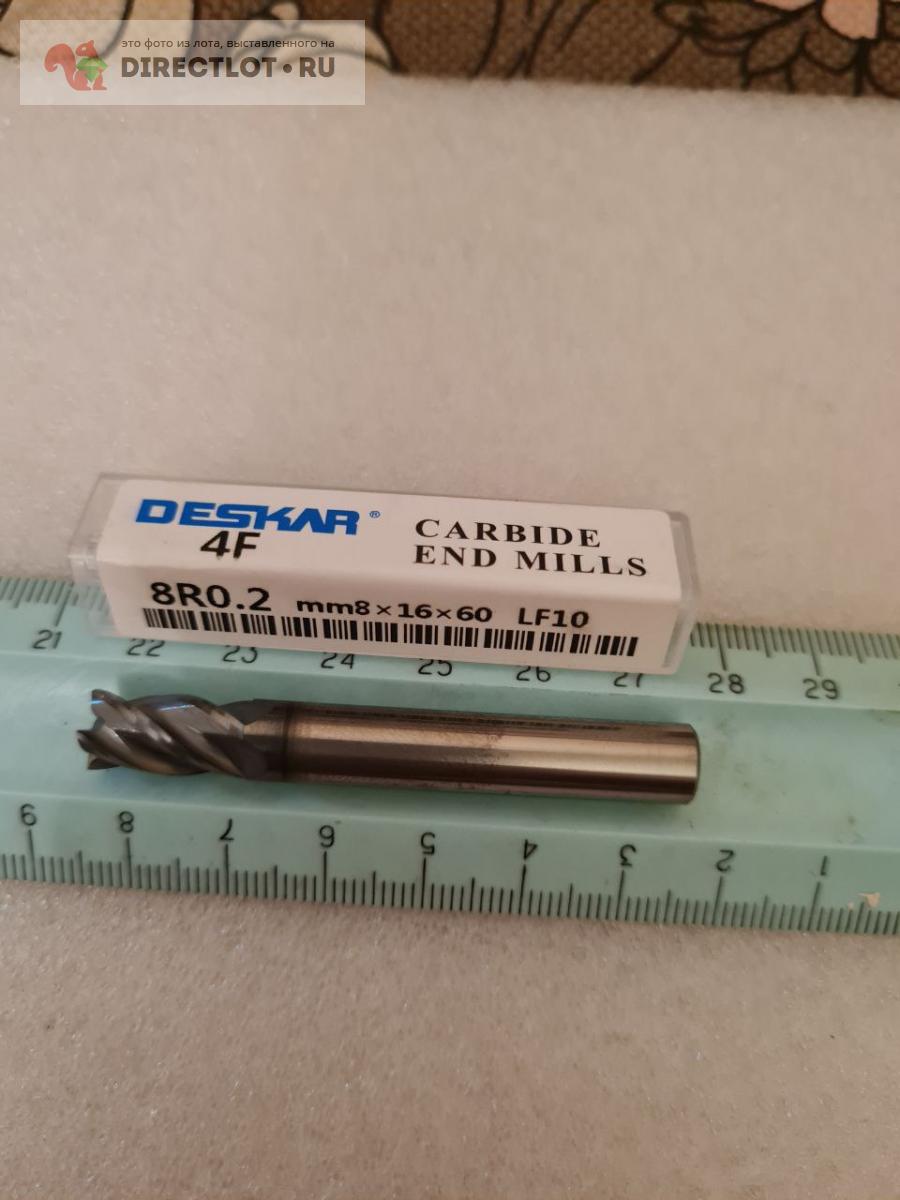 это фото из лота, выставленного на
DIRECTLOT•RU
DESKAR®
4F
CARBIDE
END MILLS
8R0.2 mm8×16×60 LF10
21 22 23 24 25 26 27 28 29
9 8 7 6 5 4 3 2 1